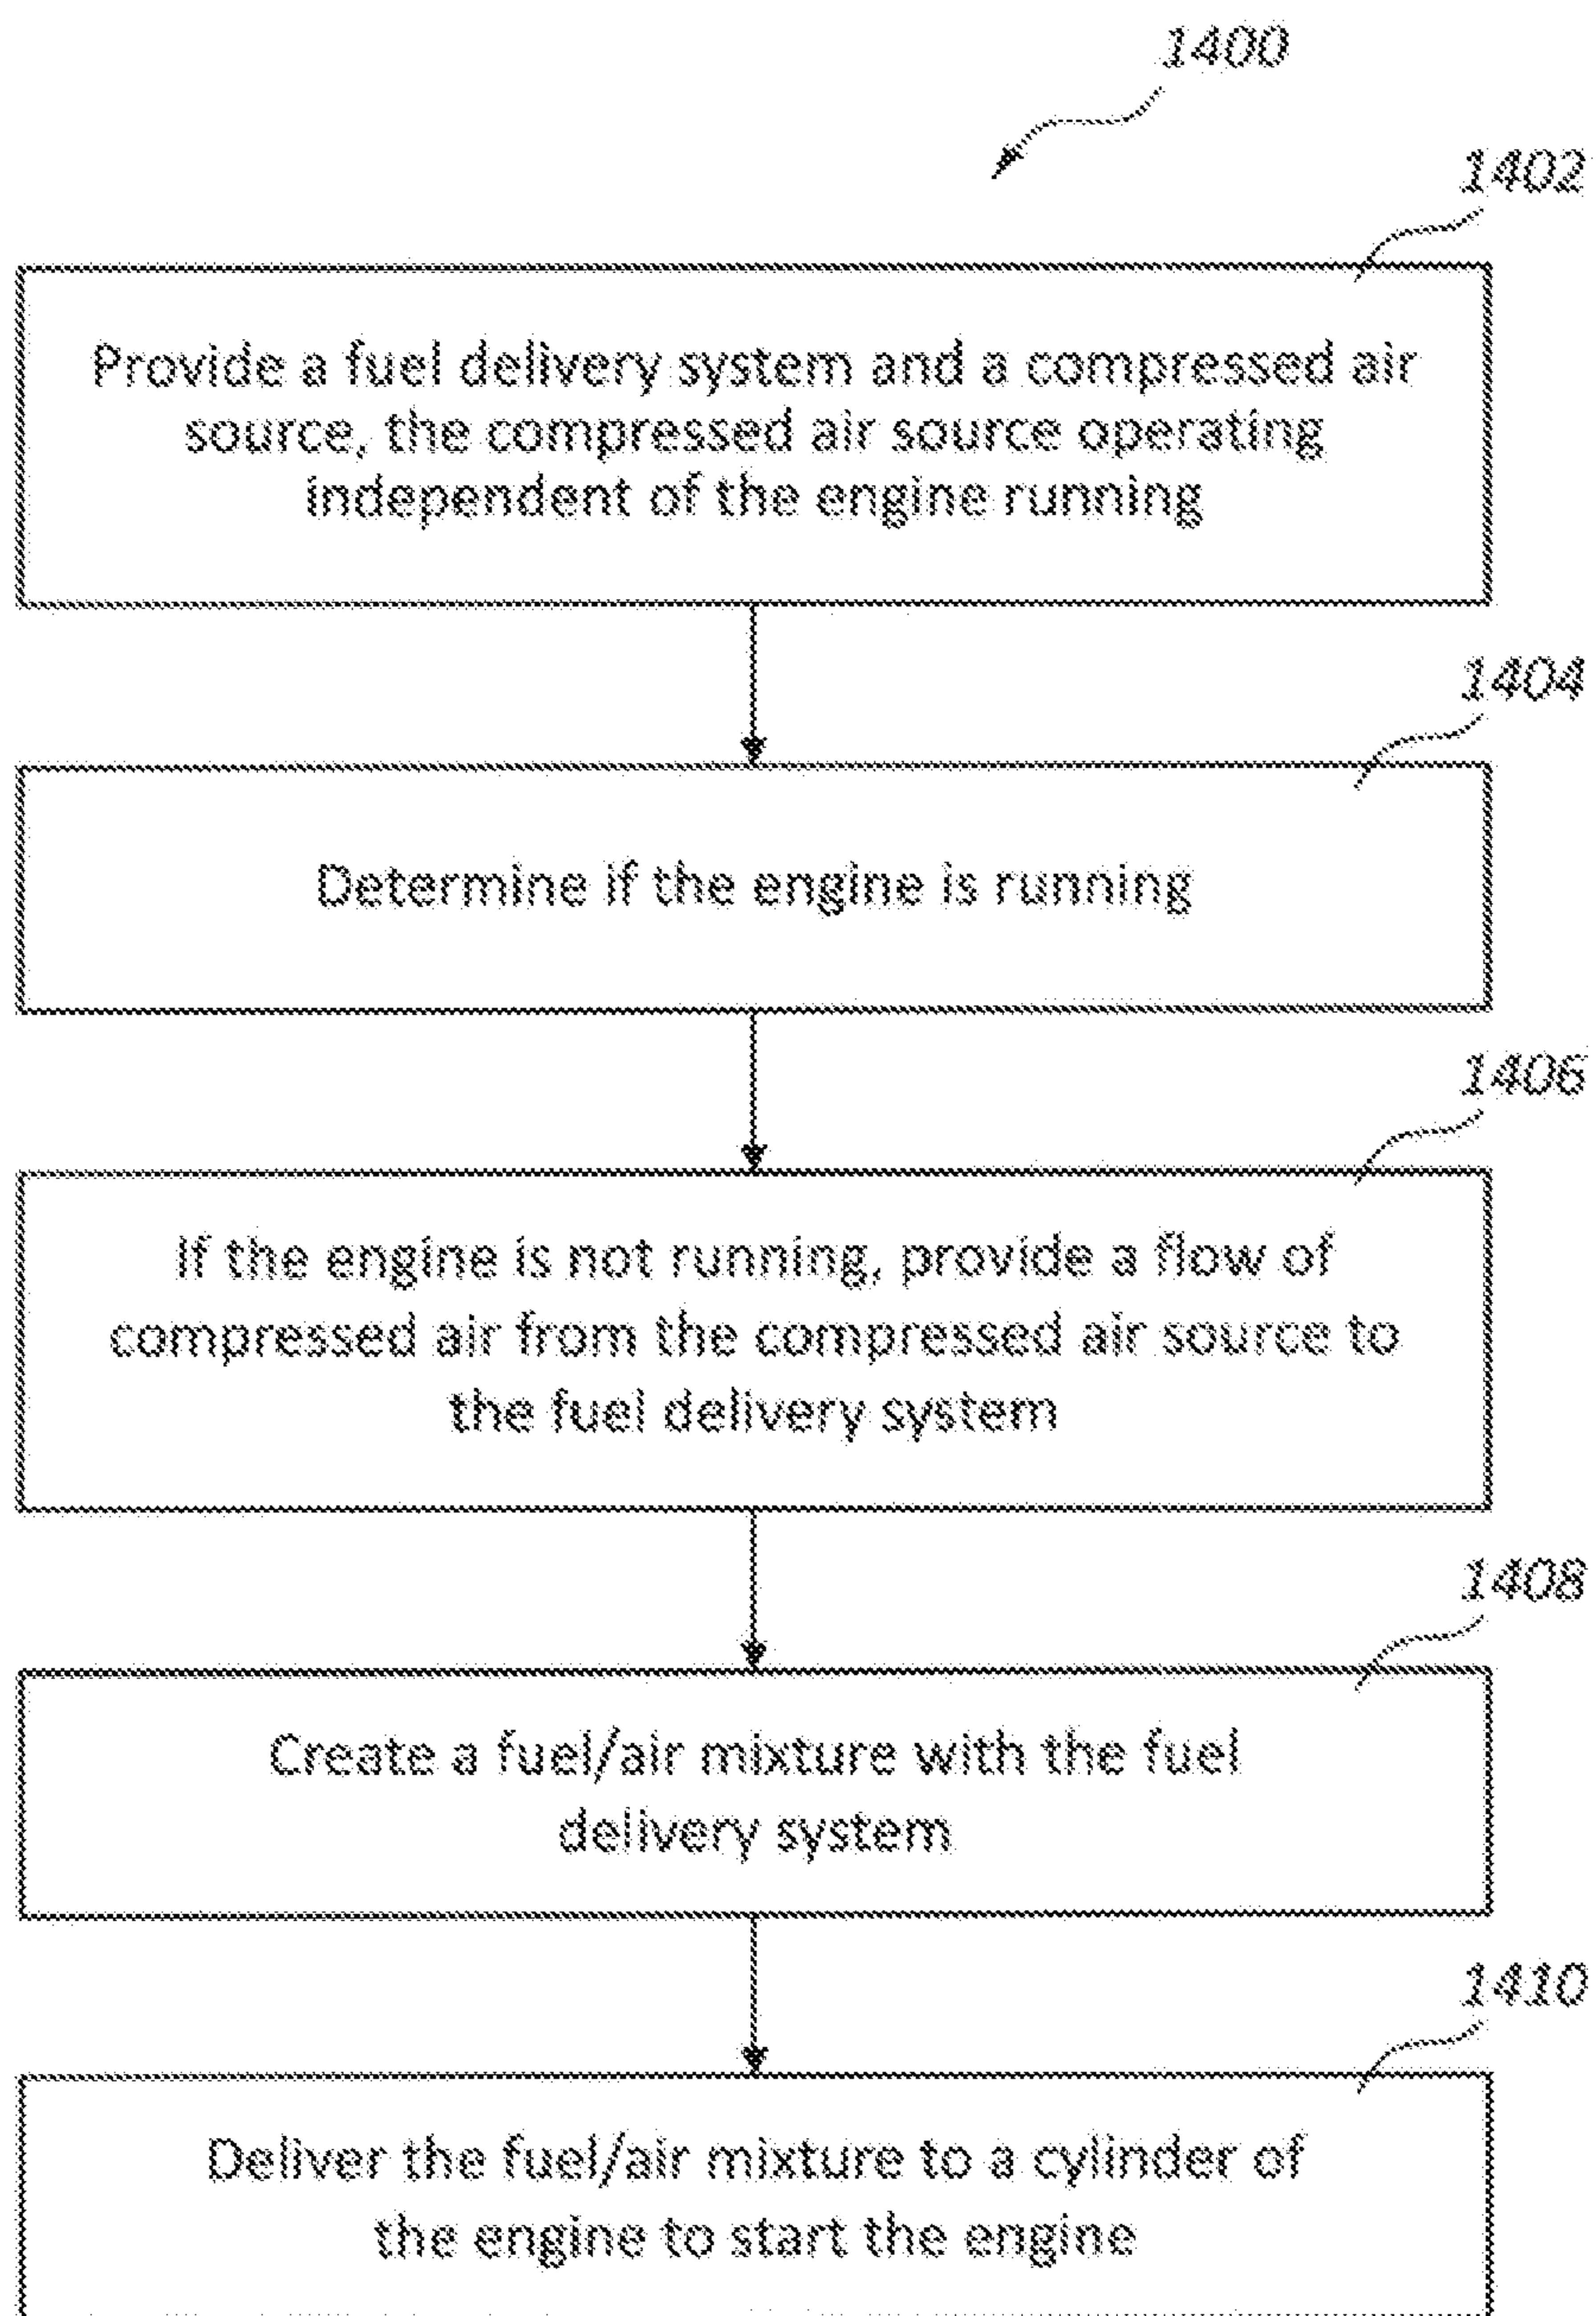 1400
1402
Provide a fuel delivery system and a compressed air
source, the compressed air source operating
independent of the engine running
1404
Determine if the engine is running
1406
If the engine is not running, provide a flow of
compressed air from the compressed air source to
the fuel delivery system
1408
Create a fuel/air mixture with the fuel
delivery system
1410
Deliver the fuel/air mixture to a cylinder of
the engine to start the engine